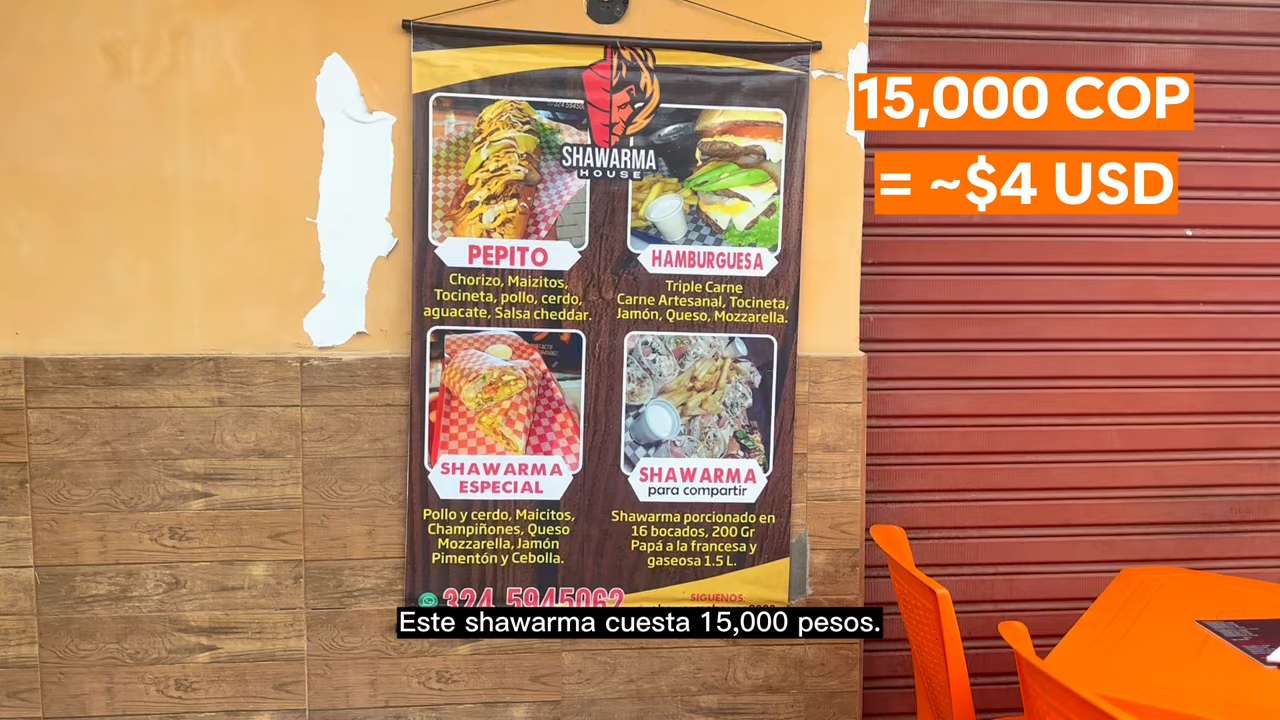 SHAWARMA
HOUSE
PEPITO
Chorizo, Maizitos,
Tocineta, pollo, cerdo,
aguacate, Salsa cheddar.
HAMBURGUESA
Triple Carne
Carne Artesanal, Tocineta,
Jamón, Queso, Mozzarella.
SHAWARMA
ESPECIAL
Pollo y cerdo, Maicitos,
Champiñones, Queso
Mozzarella, Jamón
Pimentón y Cebolla.
SHAWARMA
para compartir
Shawarma porcionado en
16 bocados, 200 Gr
Papá a la francesa y
gaseosa 1.5 L.
324 5945062
SIGUENOS:
15,000 COP
= ~$4 USD
Este shawarma cuesta 15,000 pesos.